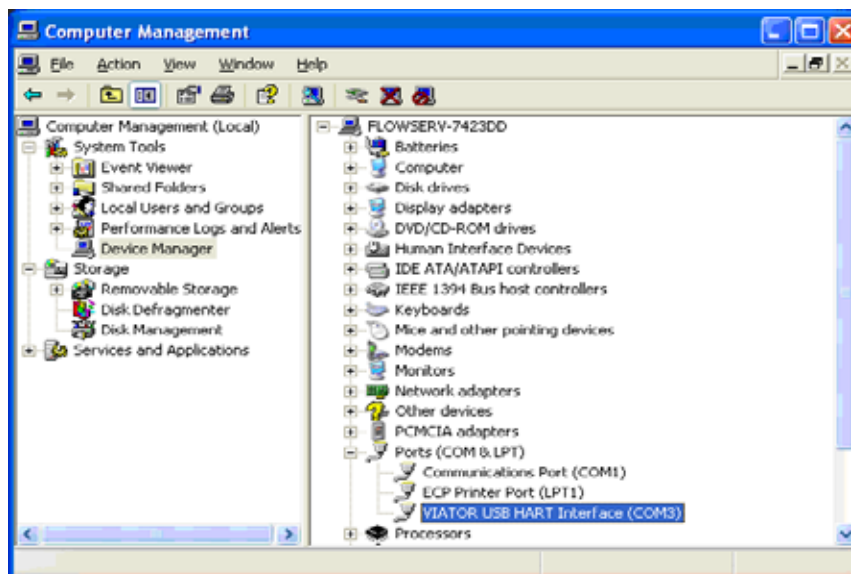 Computer Management
File Action View Window Help
Computer Management (Local)
System Tools
Event Viewer
Shared Folders
Local Users and Groups
Performance Logs and Alerts
Device Manager
Storage
Removable Storage
Disk Defragmenter
Disk Management
Services and Applications
FLOWSERV-7423DD
Batteries
Computer
Disk drives
Display adapters
DVD/CD-ROM drives
Human Interface Devices
IDE ATA/ATAPI controllers
IEEE 1394 Bus host controllers
Keyboards
Mice and other pointing devices
Modems
Monitors
Network adapters
Other devices
PCMCIA adapters
Ports (COM & LPT)
Communications Port (COM1)
ECP Printer Port (LPT1)
VIATOR USB HART Interface (COM3)
Processors